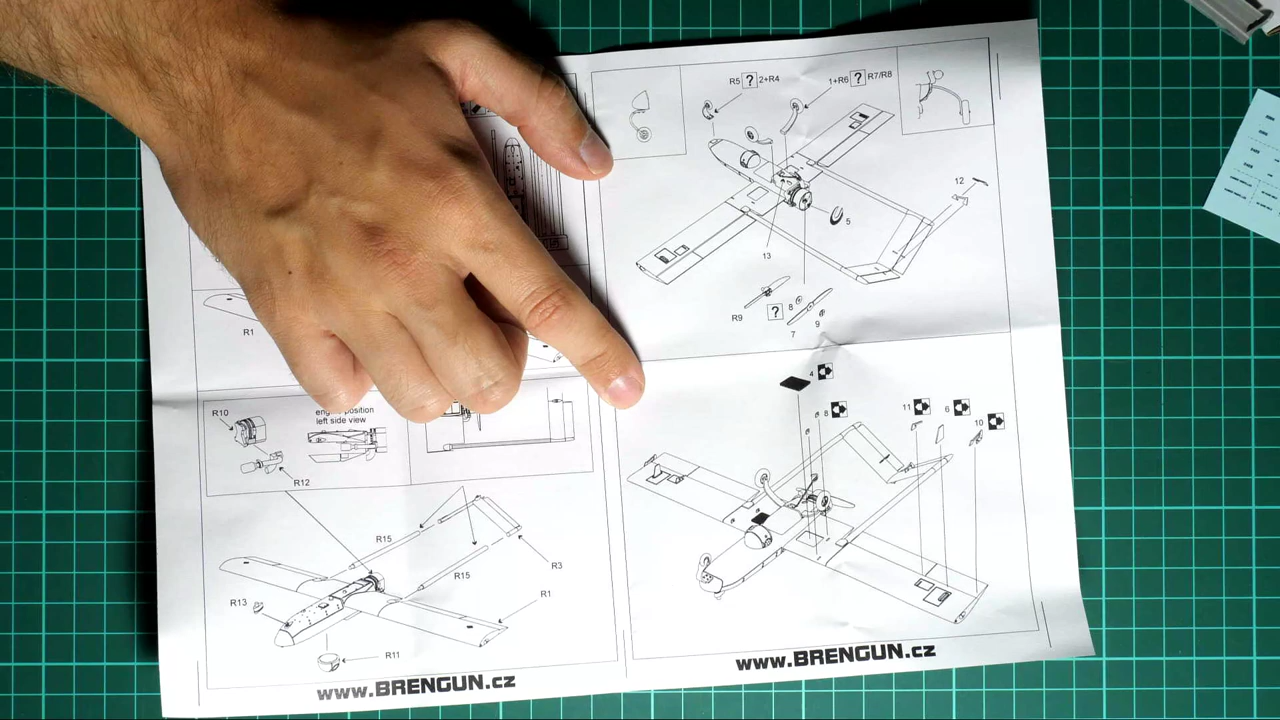 R5 ? 2+R4
1+R6 ? R7/R8
12
5
13
R9 ?
8
7
9
R1
4
8
11
6
10
R10
engine position
left side view
R12
R15
R15
R3
R1
R13
R11
www.BRENGUN.cz
www.BRENGUN.cz